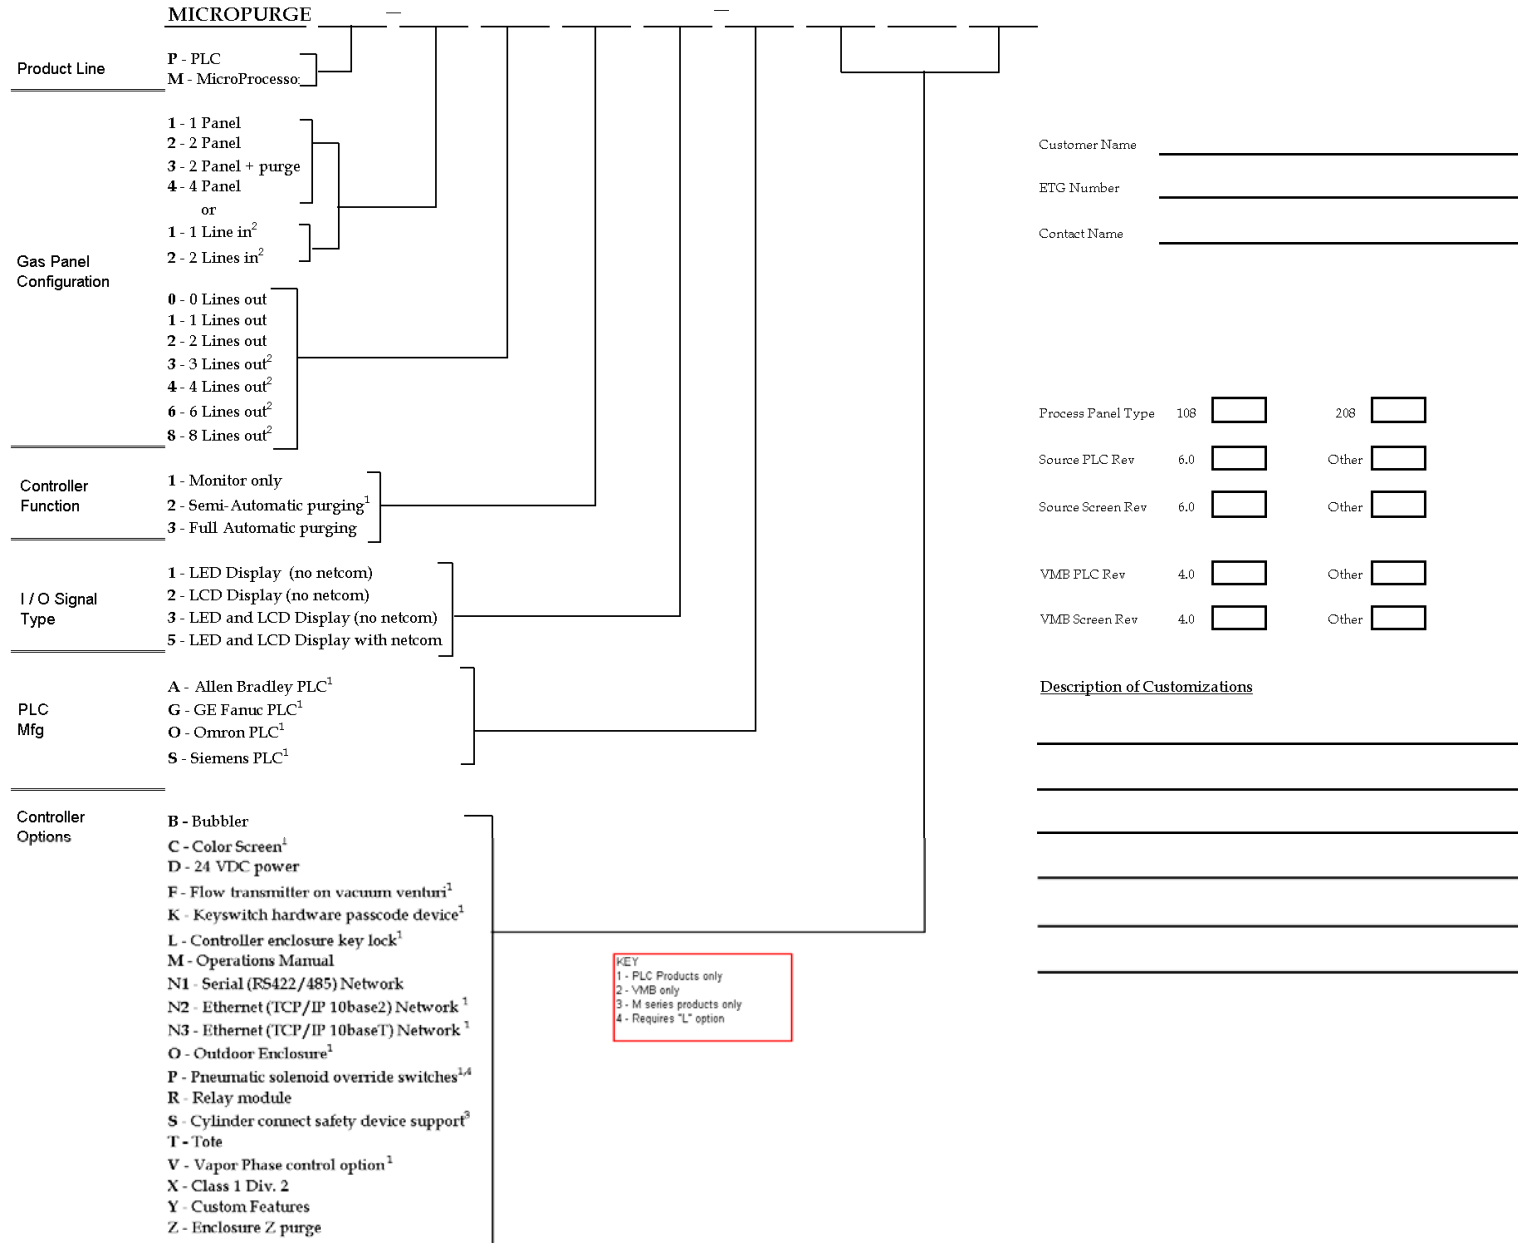 MICROPURGE
Product Line
P - PLC
M - MicroProcessor
Gas Panel
Configuration
1 - 1 Panel
2 - 2 Panel
3 - 2 Panel + purge
4 - 4 Panel
or
1 - 1 Line in²
2 - 2 Lines in²
0 - 0 Lines out
1 - 1 Lines out
2 - 2 Lines out
3 - 3 Lines out²
4 - 4 Lines out²
6 - 6 Lines out²
8 - 8 Lines out²
Controller
Function
1 - Monitor only
2 - Semi-Automatic purging¹
3 - Full Automatic purging
I / O Signal
Type
1 - LED Display (no netcom)
2 - LCD Display (no netcom)
3 - LED and LCD Display (no netcom)
5 - LED and LCD Display with netcom
PLC
Mfg
A - Allen Bradley PLC¹
G - GE Fanuc PLC¹
O - Omron PLC¹
S - Siemens PLC¹
Controller
Options
B - Bubbler
C - Color Screen¹
D - 24 VDC power
F - Flow transmitter on vacuum venturi¹
K - Keyswitch hardware passcode device¹
L - Controller enclosure key lock¹
M - Operations Manual
N1 - Serial (RS422/485) Network
N2 - Ethernet (TCP/IP 10base2) Network ¹
N3 - Ethernet (TCP/IP 10baseT) Network ¹
O - Outdoor Enclosure¹
P - Pneumatic solenoid override switches¹,⁴
R - Relay module
S - Cylinder connect safety device support³
T - Tote
V - Vapor Phase control option ¹
X - Class 1 Div. 2
Y - Custom Features
Z - Enclosure Z purge
KEY
1 - PLC Products only
2 - VMB only
3 - M series products only
4 - Requires "L" option
Customer Name
ETG Number
Contact Name
Process Panel Type 108 208
Source PLC Rev 6.0 Other
Source Screen Rev 6.0 Other
VMB PLC Rev 4.0 Other
VMB Screen Rev 4.0 Other
Description of Customizations